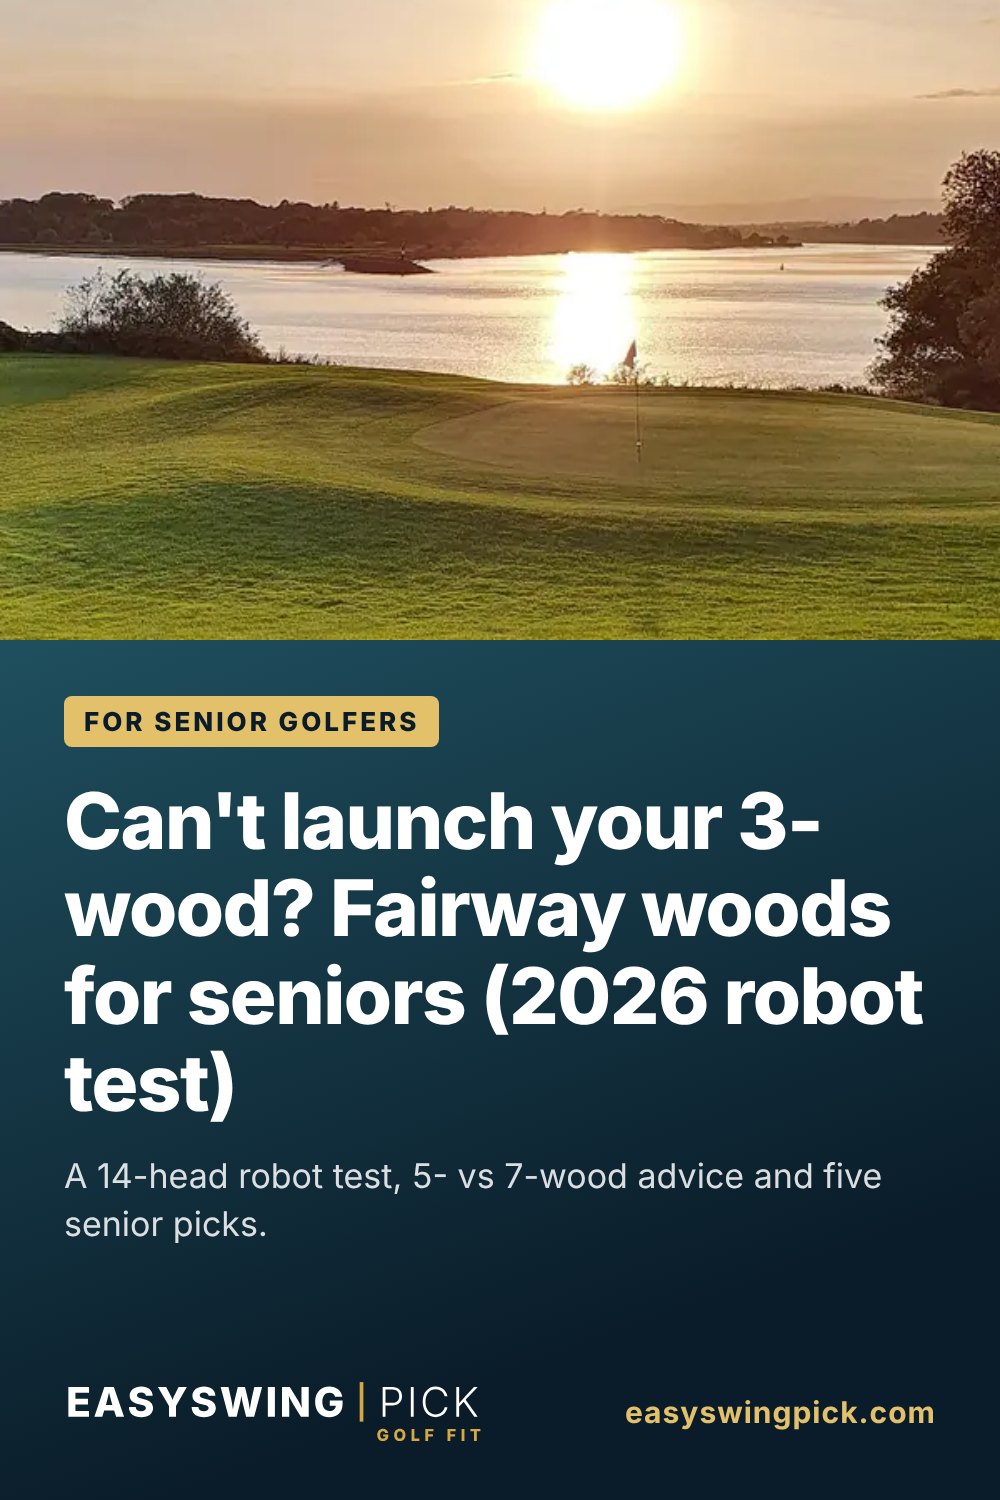 FOR SENIOR GOLFERS
Can't launch your 3-
wood? Fairway woods
for seniors (2026 robot
test)
A 14-head robot test, 5- vs 7-wood advice and five
senior picks.
EASYSWING | PICK
GOLF FIT
easyswingpick.com